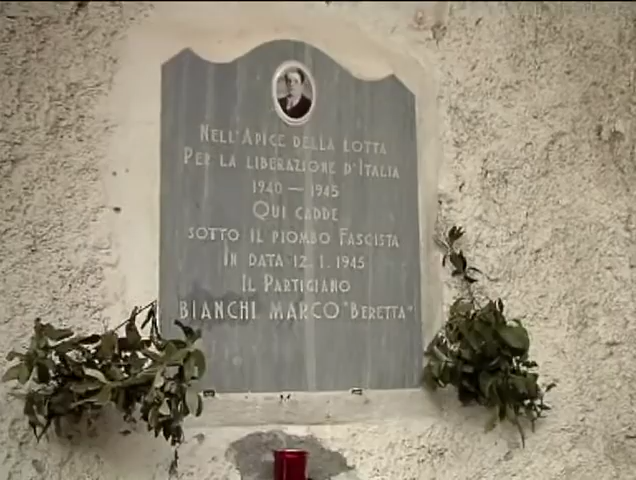 Nell'Apice della lotta
Per la liberazione d'Italia
1940 — 1945
Qui cadde
sotto il piombo Fascista
In data 12.1.1945
Il Partigiano
Bianchi Marco "Beretta"